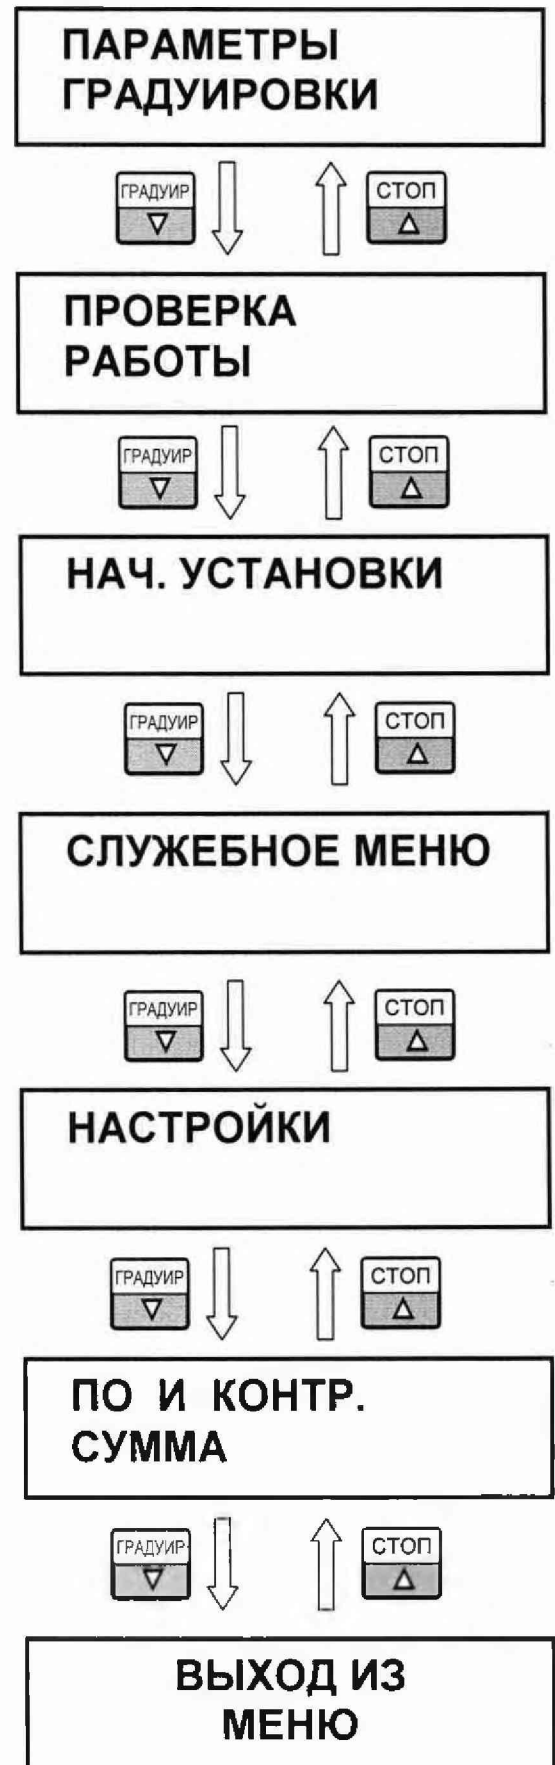 ПАРАМЕТРЫ
ГРАДУИРОВКИ
ГРАДУИР СТОП
ПРОВЕРКА
РАБОТЫ
ГРАДУИР СТОП
НАЧ. УСТАНОВКИ
ГРАДУИР СТОП
СЛУЖЕБНОЕ МЕНЮ
ГРАДУИР СТОП
НАСТРОЙКИ
ГРАДУИР СТОП
ПО И КОНТР.
СУММА
ГРАДУИР СТОП
ВЫХОД ИЗ
МЕНЮ